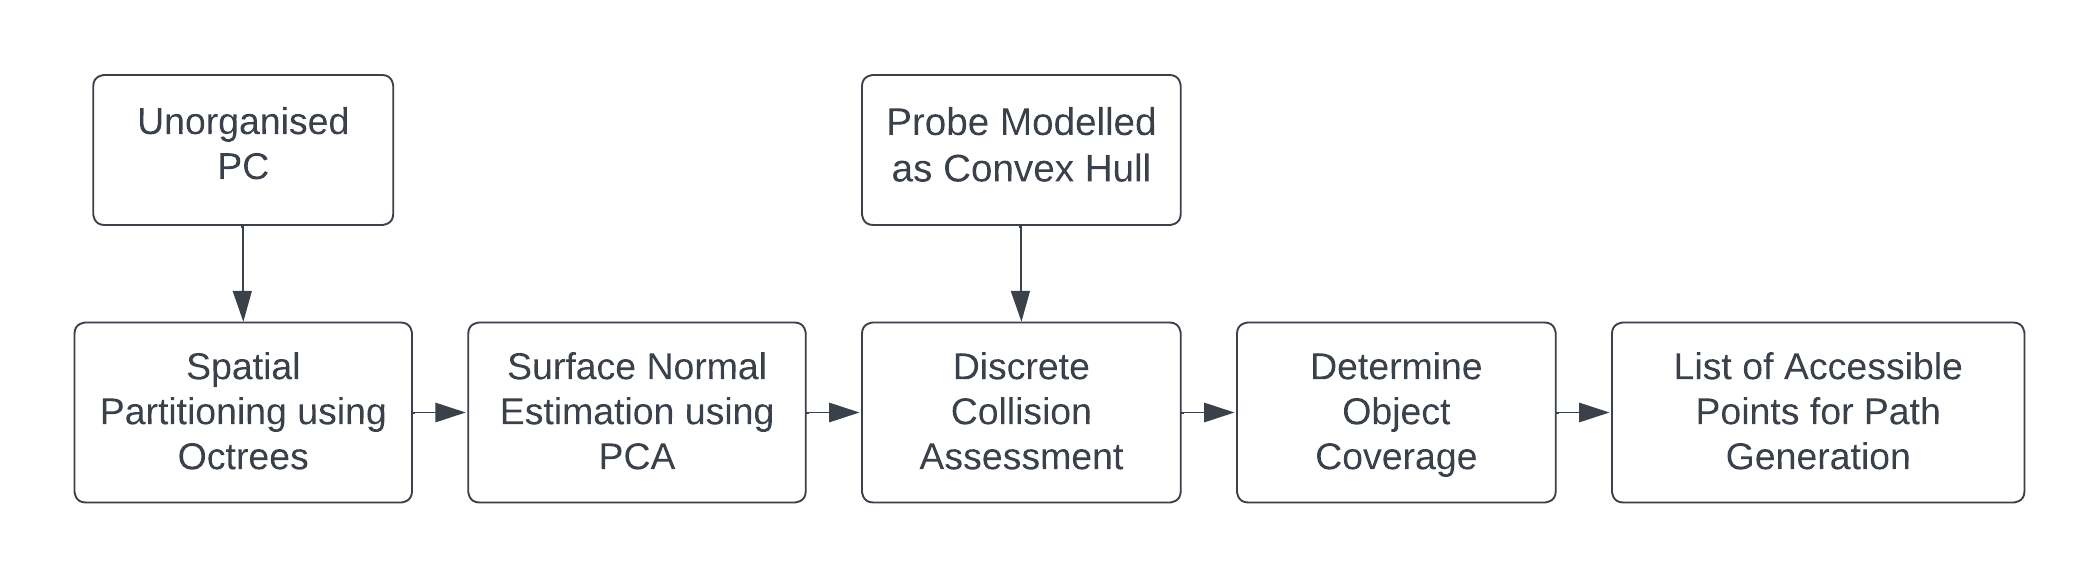 Unorganised
PC
Probe Modelled
as Convex Hull
Spatial
Partitioning using
Octrees
Surface Normal
Estimation using
PCA
Discrete
Collision
Assessment
Determine
Object
Coverage
List of Accessible
Points for Path
Generation